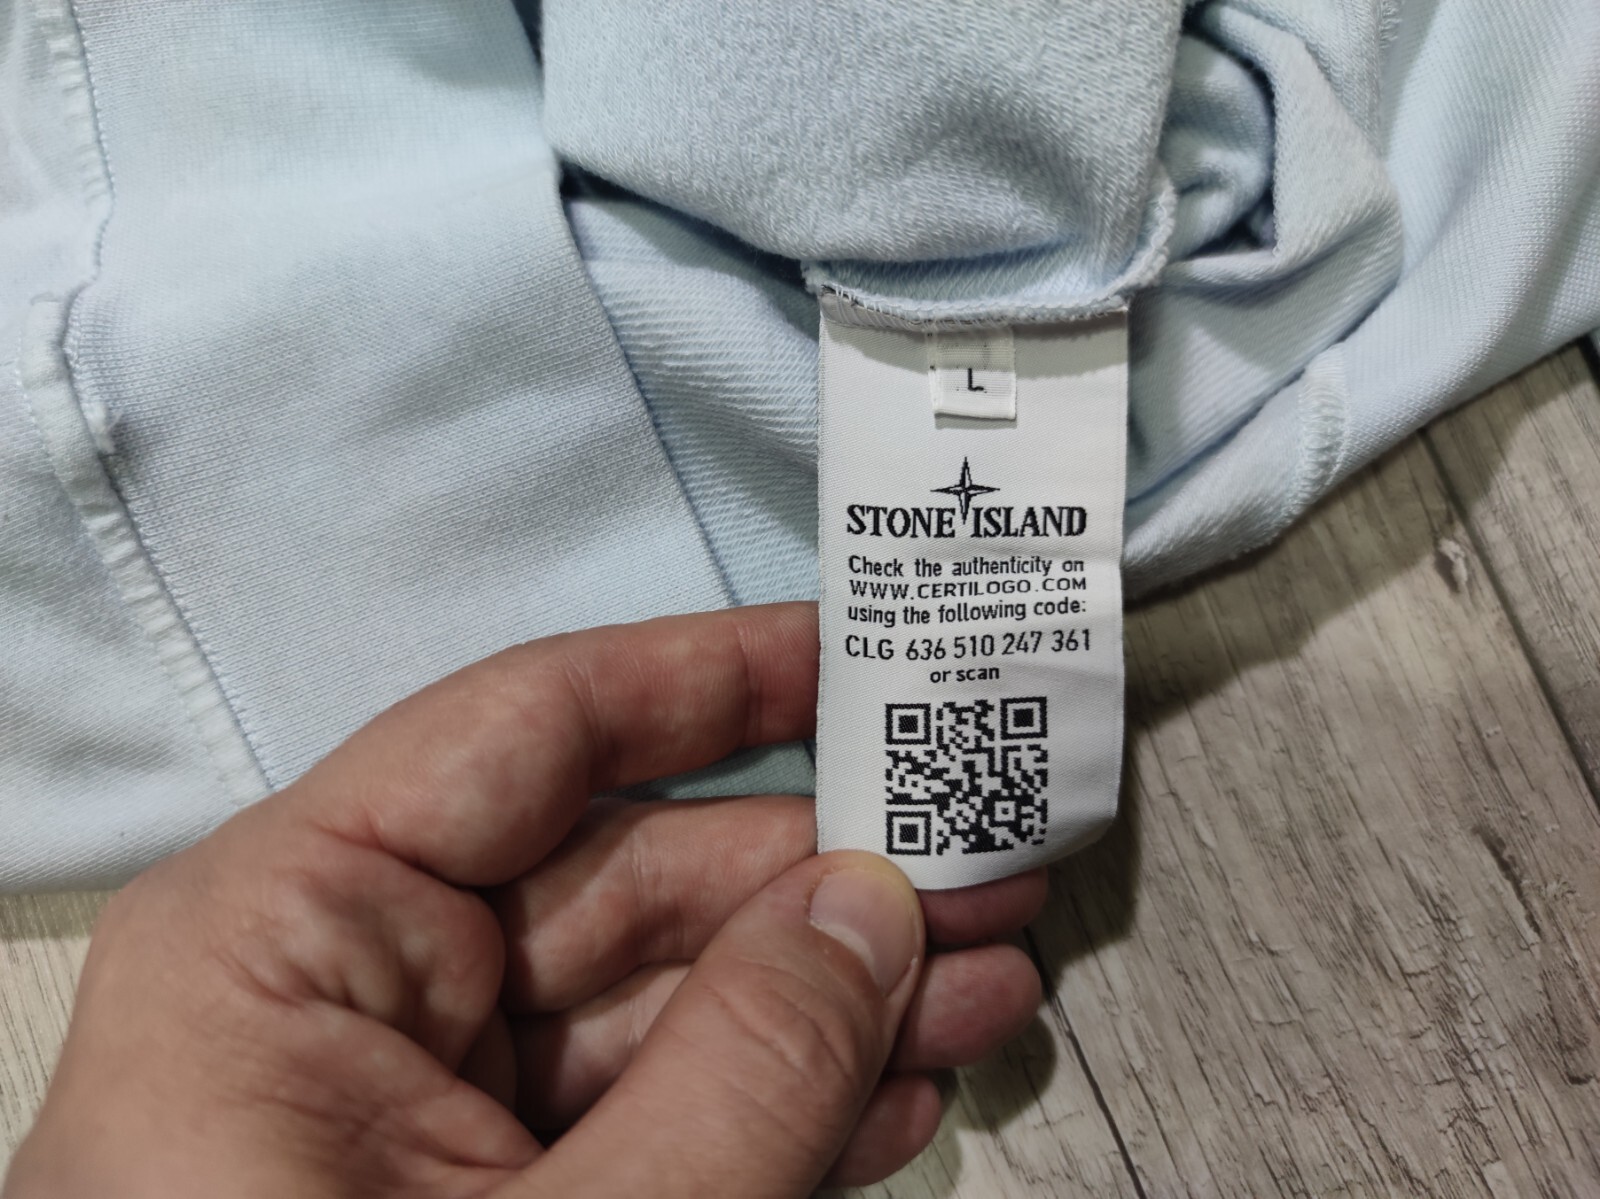 L
STONE ISLAND
Check the authenticity on
WWW.CERTILOGO.COM
using the following code:
CLG 636 510 247 361
or scan